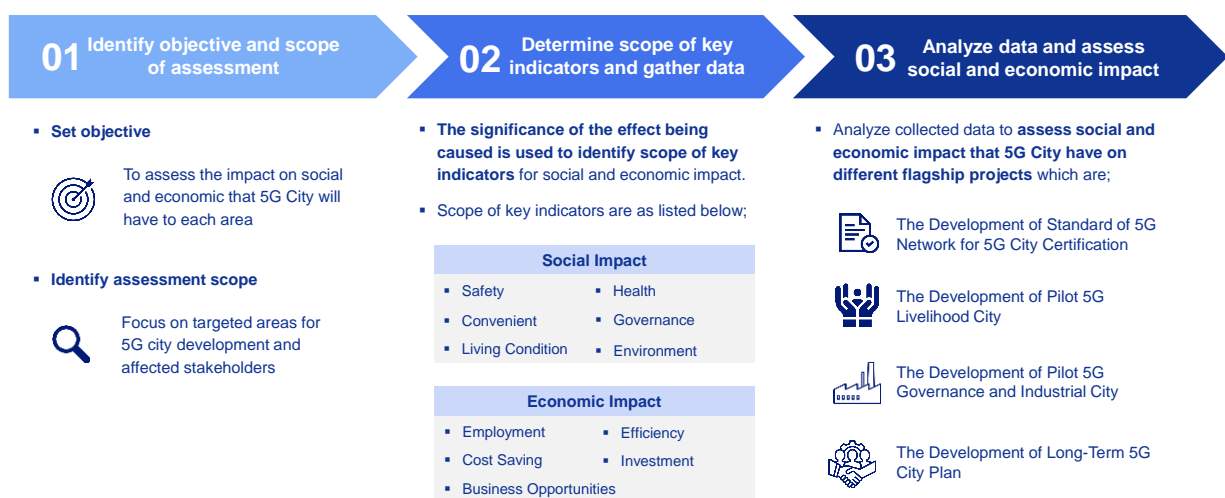 01 Identify objective and scope
of assessment
▪ Set objective
To assess the impact on social
and economic that 5G City will
have to each area
▪ Identify assessment scope
Focus on targeted areas for
5G city development and
affected stakeholders
02 Determine scope of key
indicators and gather data
▪ The significance of the effect being
caused is used to identify scope of key
indicators for social and economic impact.
▪ Scope of key indicators are as listed below;
Social Impact
▪ Safety
▪ Health
▪ Convenient
▪ Governance
▪ Living Condition
▪ Environment
Economic Impact
▪ Employment
▪ Efficiency
▪ Cost Saving
▪ Investment
▪ Business Opportunities
03 Analyze data and assess
social and economic impact
▪ Analyze collected data to assess social and
economic impact that 5G City have on
different flagship projects which are;
The Development of Standard of 5G
Network for 5G City Certification
The Development of Pilot 5G
Livelihood City
The Development of Pilot 5G
Governance and Industrial City
The Development of Long-Term 5G
City Plan